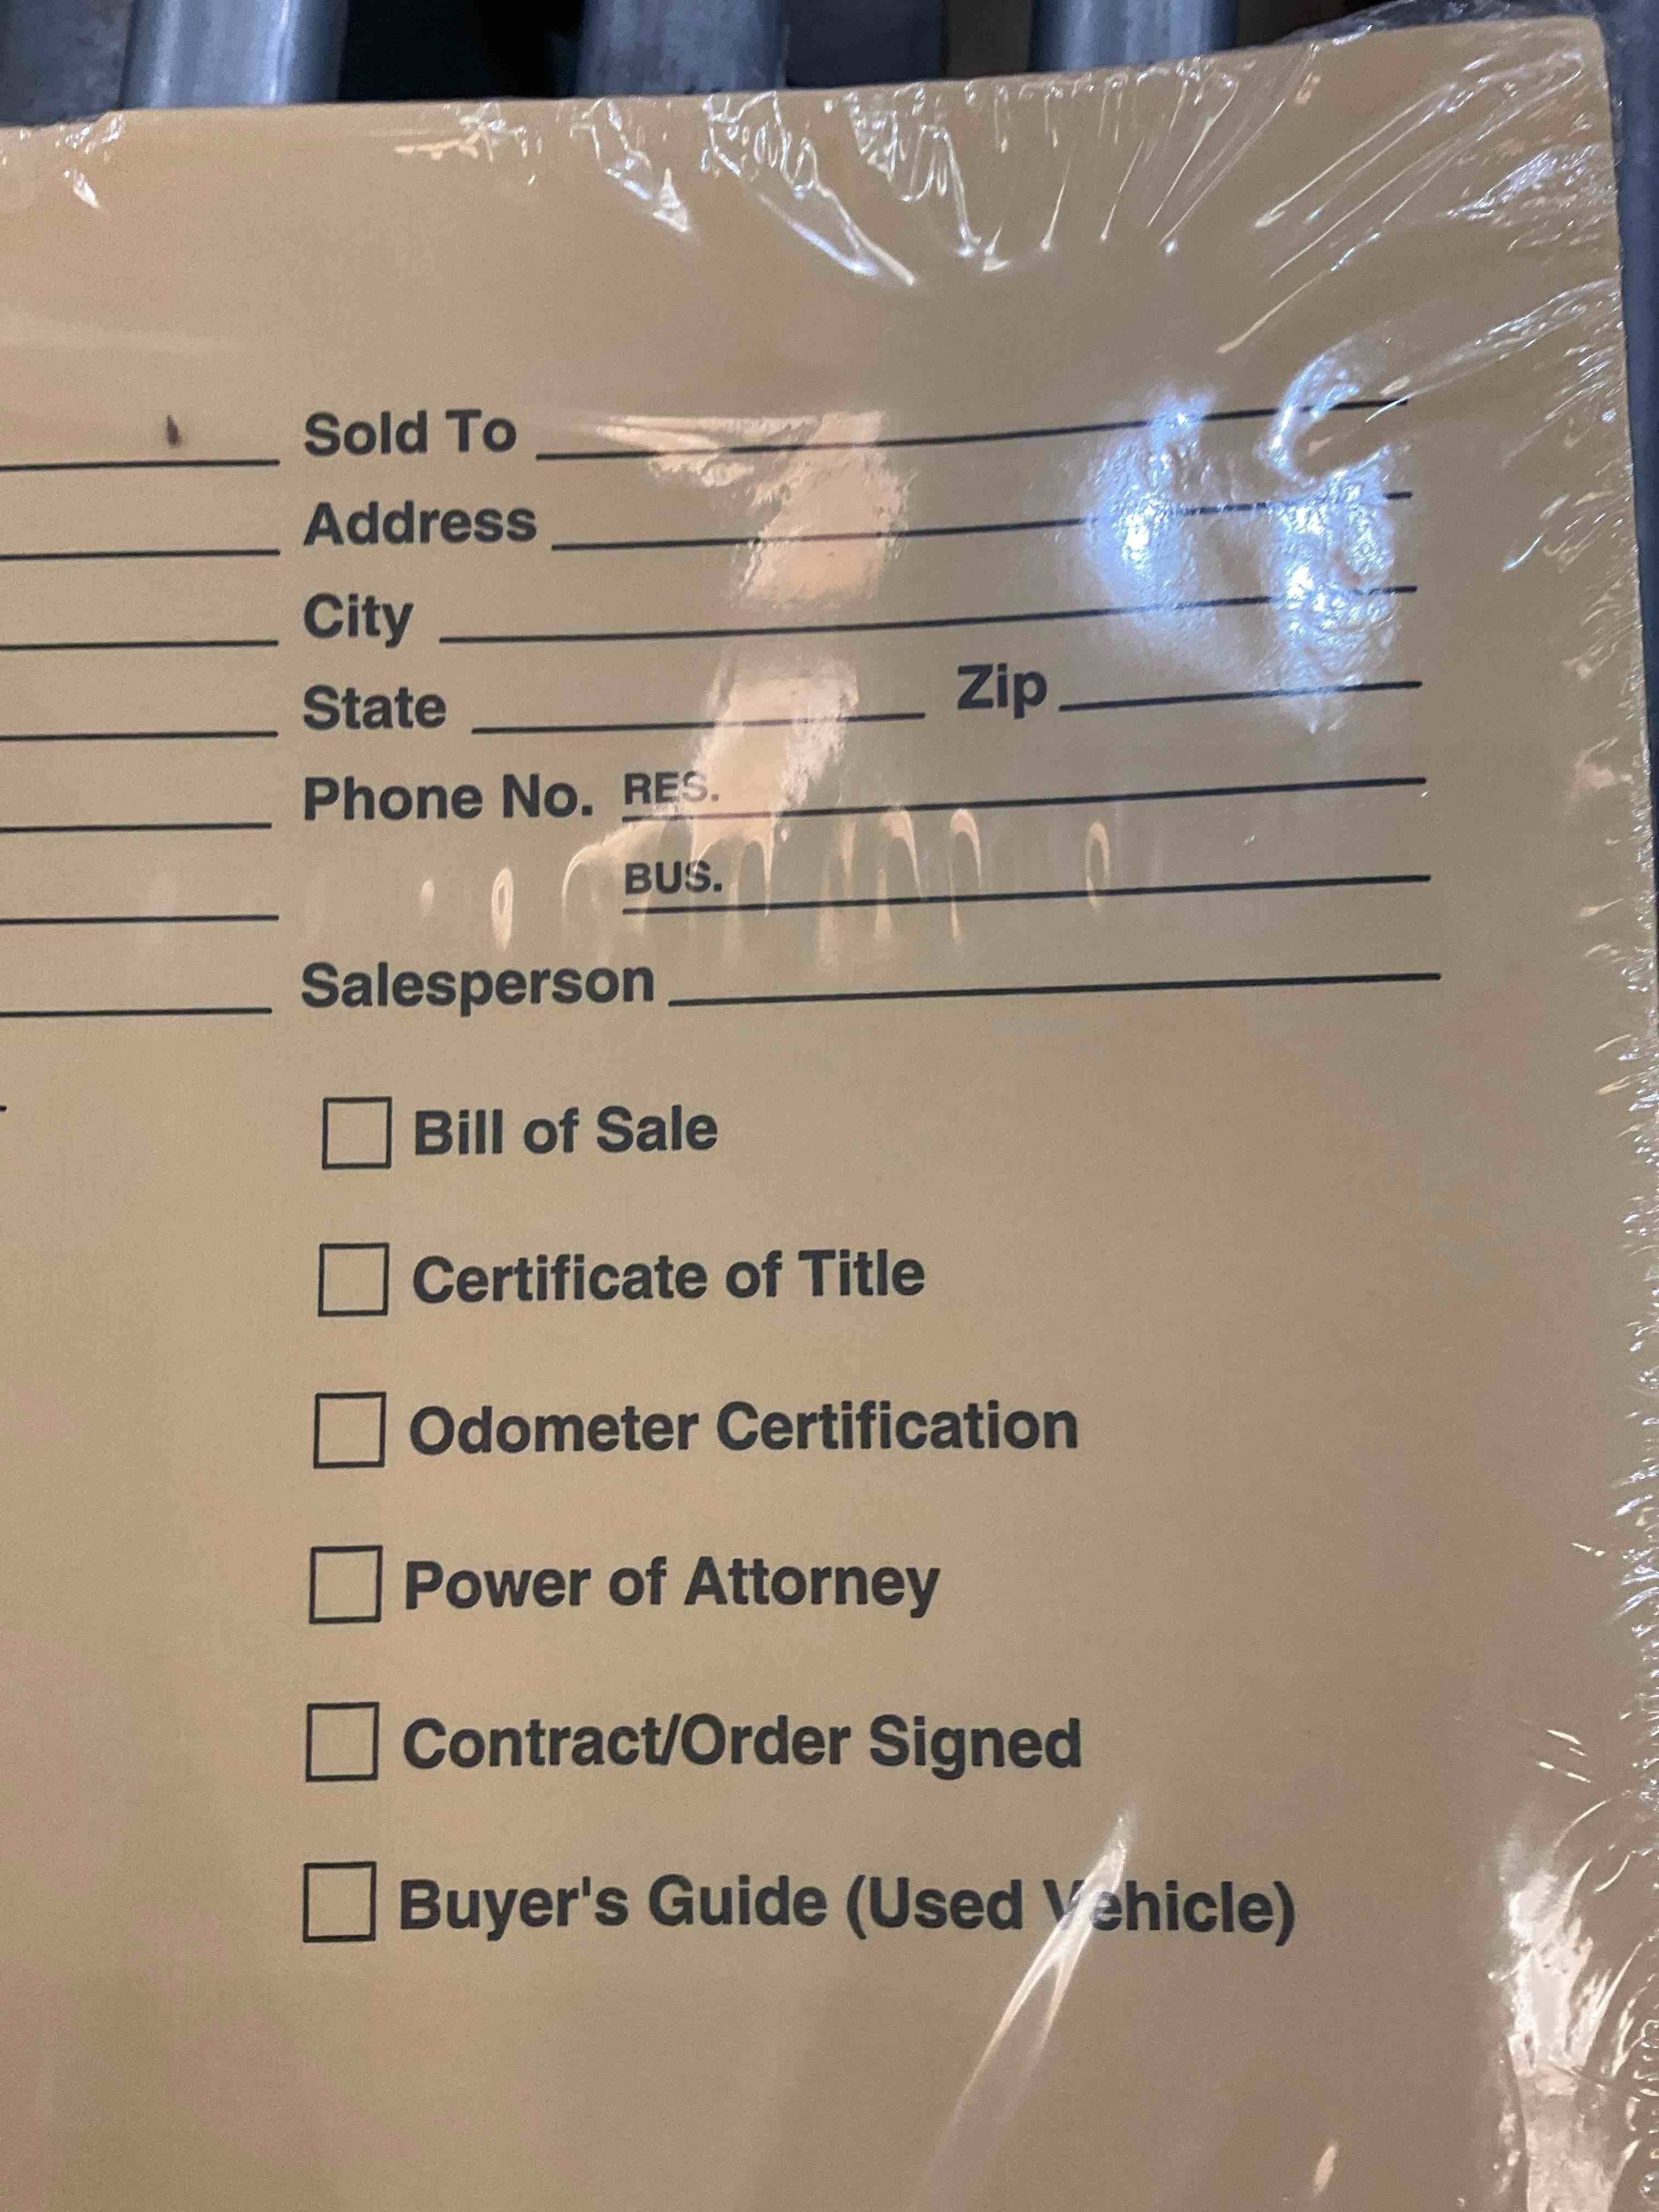 Sold To
Address
City
State Zip
Phone No. RES.
BUS.
Salesperson
Bill of Sale
Certificate of Title
Odometer Certification
Power of Attorney
Contract/Order Signed
Buyer's Guide (Used Vehicle)